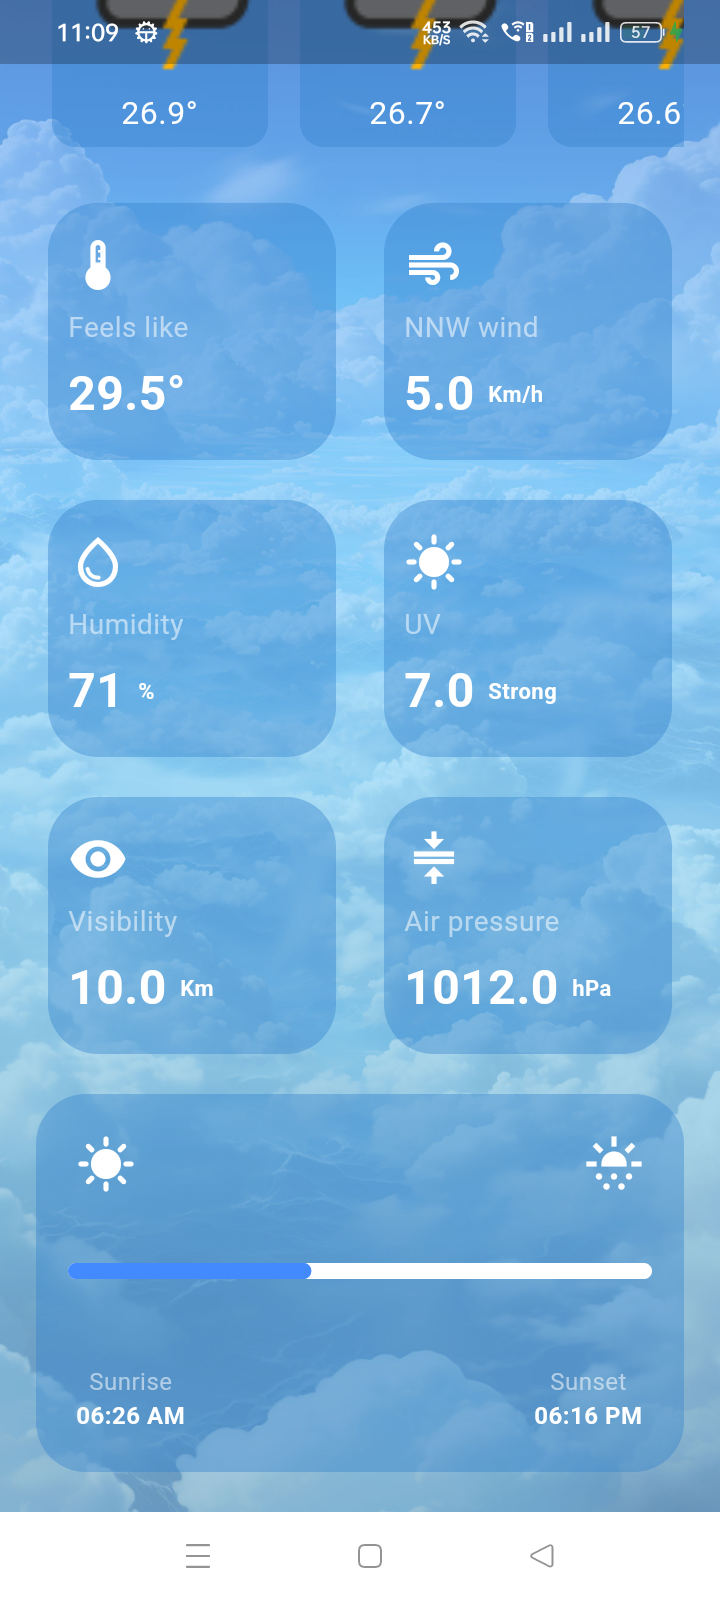 11:09 453 KB/S 57
26.9° 26.7° 26.6
Feels like NNW wind
29.5° 5.0 Km/h
Humidity UV
71 % 7.0 Strong
Visibility Air pressure
10.0 Km 1012.0 hPa
Sunrise Sunset
06:26 AM 06:16 PM